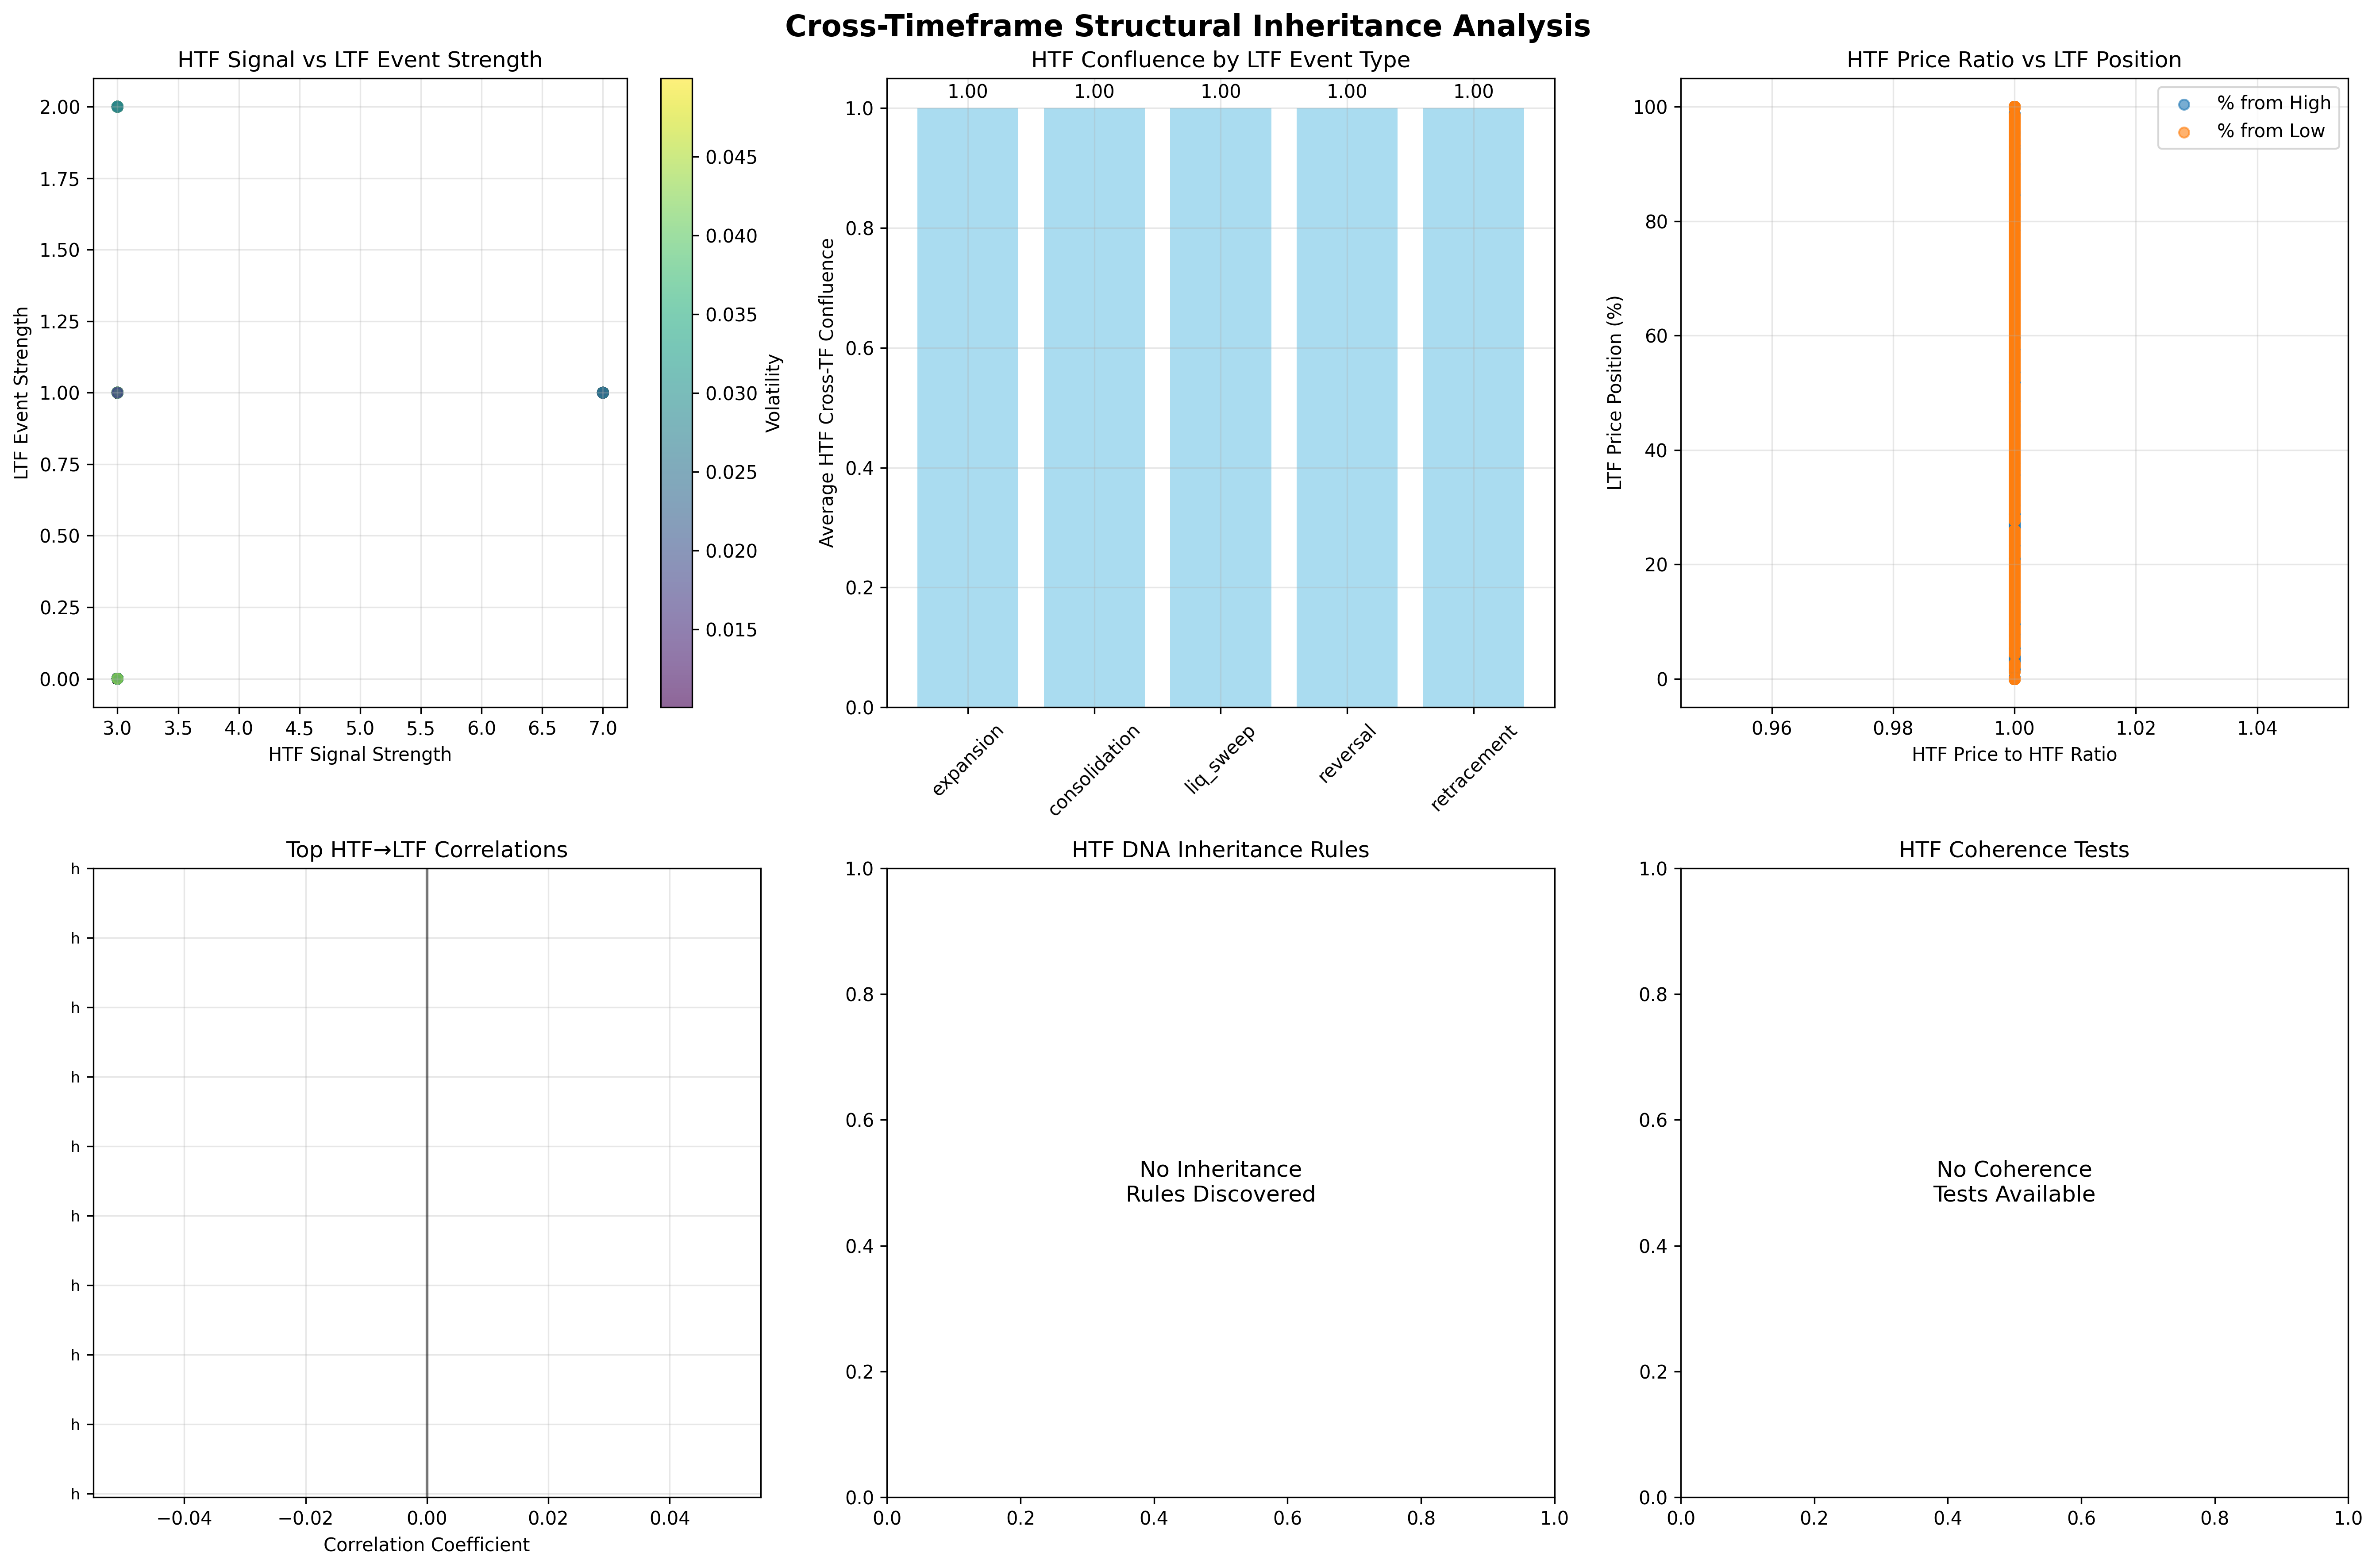 Cross-Timeframe Structural Inheritance Analysis
HTF Signal vs LTF Event Strength
2.00
1.75
1.50
1.25
1.00
0.75
0.50
0.25
0.00
LTF Event Strength
3.0 3.5 4.0 4.5 5.0 5.5 6.0 6.5 7.0
HTF Signal Strength
0.045
0.040
0.035
0.030
0.025
0.020
0.015
Volatility
HTF Confluence by LTF Event Type
1.00 1.00 1.00 1.00 1.00
1.0
0.8
0.6
0.4
0.2
0.0
Average HTF Cross-TF Confluence
expansion
consolidation
liq_sweep
reversal
retracement
HTF Price Ratio vs LTF Position
% from High
% from Low
100
80
60
40
20
0
LTF Price Position (%)
0.96 0.98 1.00 1.02 1.04
HTF Price to HTF Ratio
Top HTF→LTF Correlations
h
h
h
h
h
h
h
h
h
h
−0.04 −0.02 0.00 0.02 0.04
Correlation Coefficient
HTF DNA Inheritance Rules
1.0
0.8
0.6
0.4
0.2
0.0
No Inheritance
Rules Discovered
0.0 0.2 0.4 0.6 0.8 1.0
HTF Coherence Tests
1.0
0.8
0.6
0.4
0.2
0.0
No Coherence
Tests Available
0.0 0.2 0.4 0.6 0.8 1.0